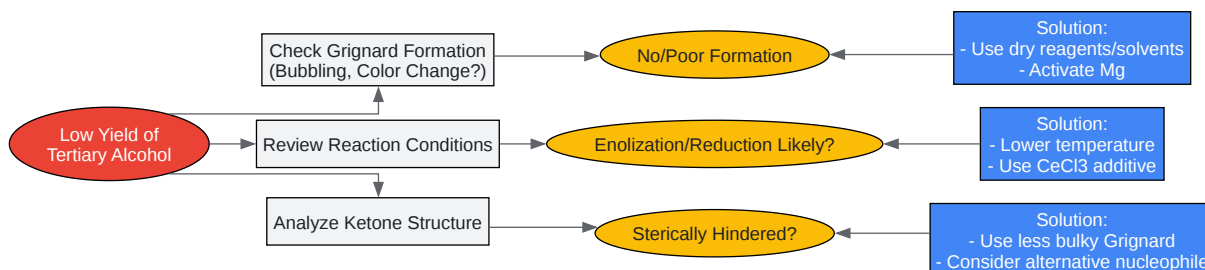 Low Yield of
Tertiary Alcohol
Check Grignard Formation
(Bubbling, Color Change?)
No/Poor Formation
Solution:
- Use dry reagents/solvents
- Activate Mg
Review Reaction Conditions
Enolization/Reduction Likely?
Solution:
- Lower temperature
- Use CeCl3 additive
Analyze Ketone Structure
Sterically Hindered?
Solution:
- Use less bulky Grignard
- Consider alternative nucleophile